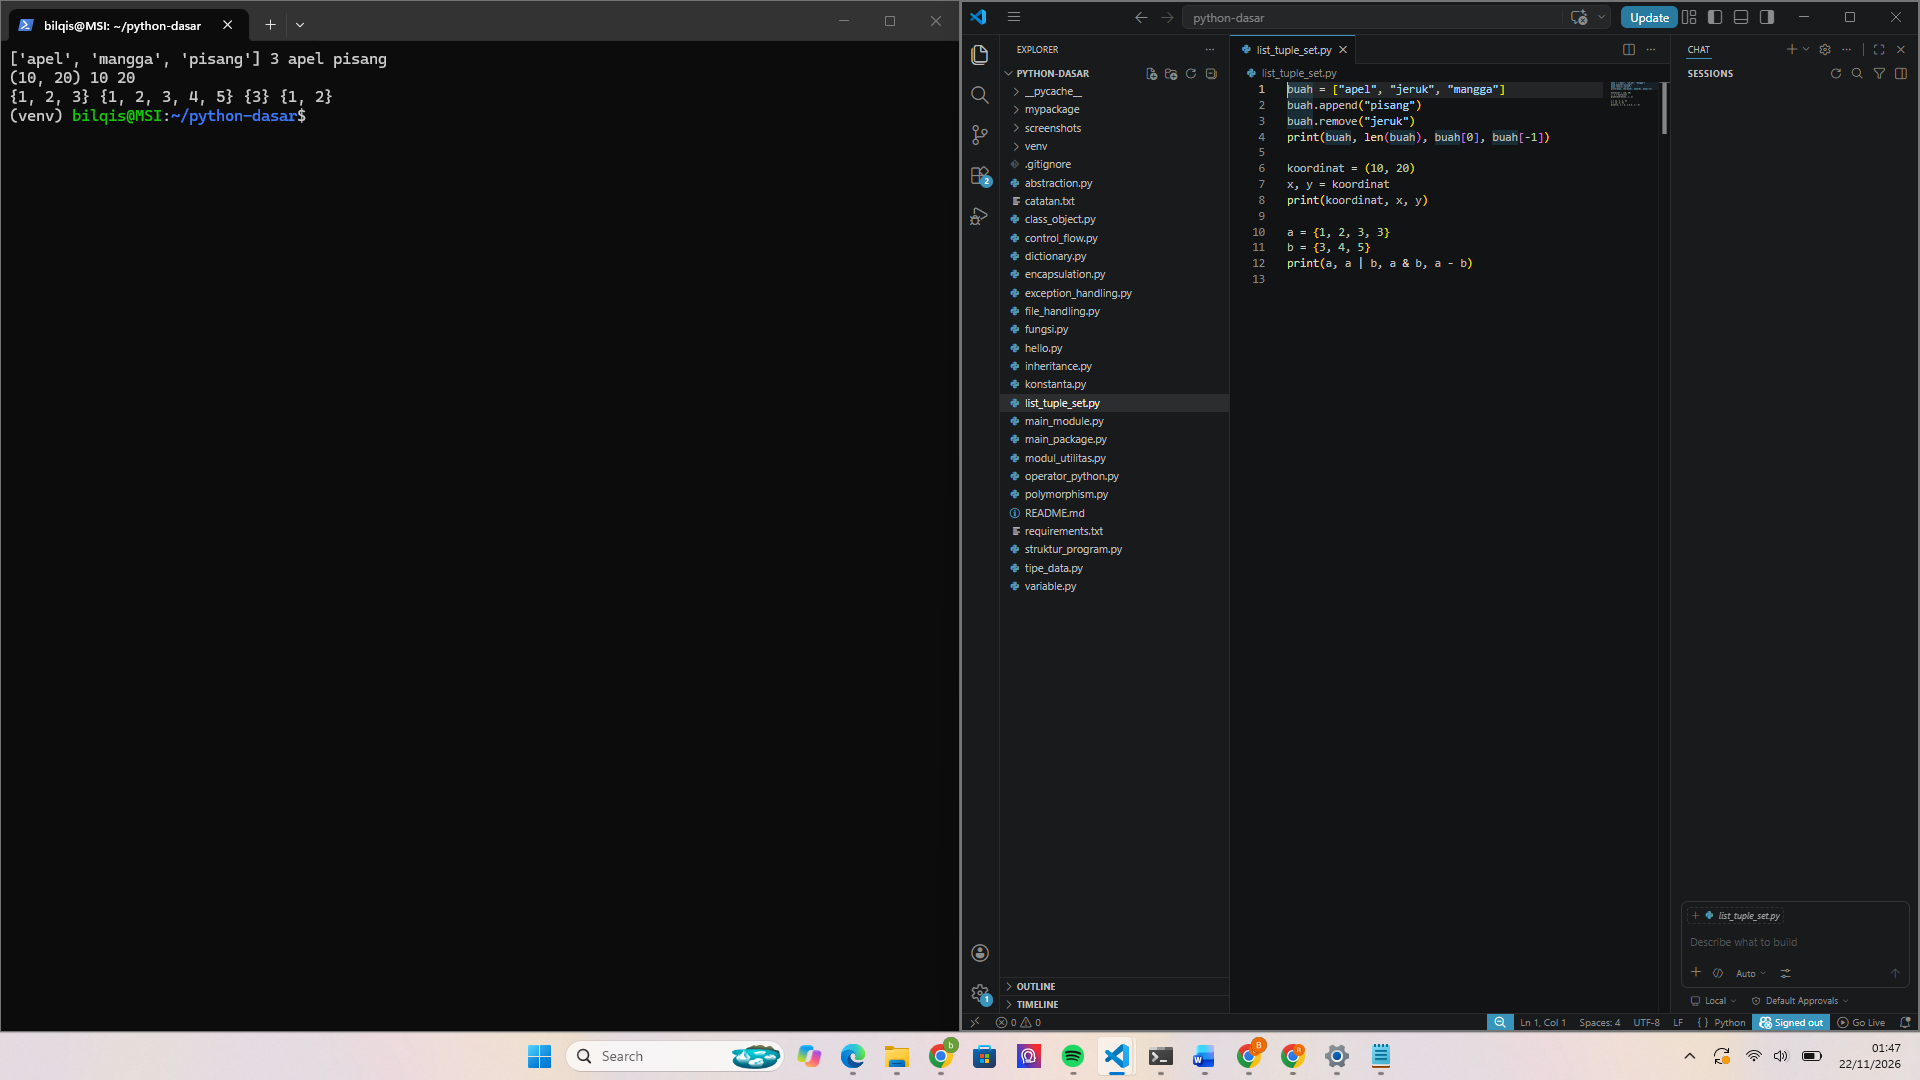 bilqis@MSI: ~/python-dasar
['apel', 'mangga', 'pisang'] 3 apel pisang
(10, 20) 10 20
{1, 2, 3} {1, 2, 3, 4, 5} {3} {1, 2}
(venv) bilqis@MSI:~/python-dasar$
python-dasar
Update
EXPLORER
PYTHON-DASAR
__pycache__
mypackage
screenshots
venv
.gitignore
abstraction.py
catatan.txt
class_object.py
control_flow.py
dictionary.py
encapsulation.py
exception_handling.py
file_handling.py
fungsi.py
hello.py
inheritance.py
konstanta.py
list_tuple_set.py
main_module.py
main_package.py
modul_utilitas.py
operator_python.py
polymorphism.py
README.md
requirements.txt
struktur_program.py
tipe_data.py
variable.py
OUTLINE
TIMELINE
2
1
list_tuple_set.py
list_tuple_set.py
1 buah = ["apel", "jeruk", "mangga"]
2 buah.append("pisang")
3 buah.remove("jeruk")
4 print(buah, len(buah), buah[0], buah[-1])
5
6 koordinat = (10, 20)
7 x, y = koordinat
8 print(koordinat, x, y)
9
10 a = {1, 2, 3, 3}
11 b = {3, 4, 5}
12 print(a, a | b, a & b, a - b)
13
CHAT
SESSIONS
list_tuple_set.py
Describe what to build
Auto
Local
Default Approvals
0 0
Ln 1, Col 1
Spaces: 4
UTF-8
LF
{ } Python
Signed out
Go Live
Search
b
B
R
01:47
22/11/2026